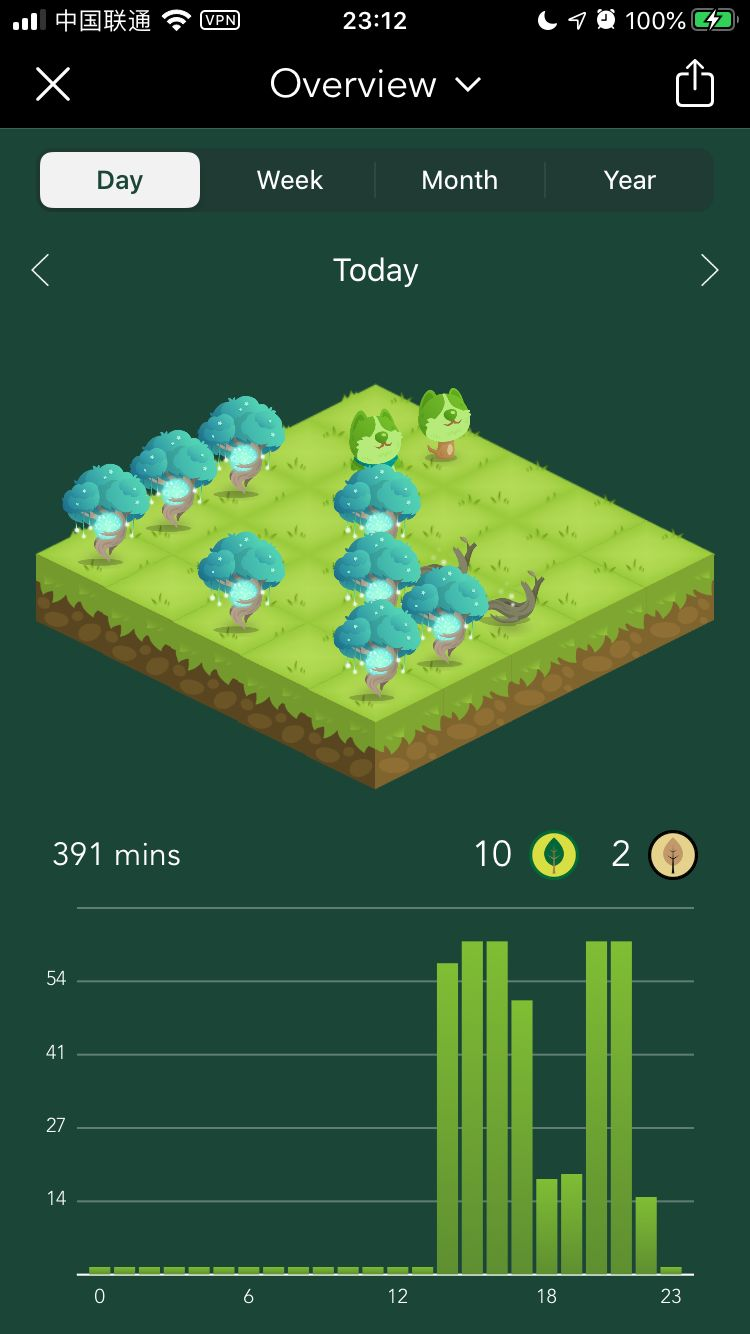 中国联通 VPN 23:12 100%
Overview
Day Week Month Year
Today
391 mins 10 2
54
41
27
14
0 6 12 18 23